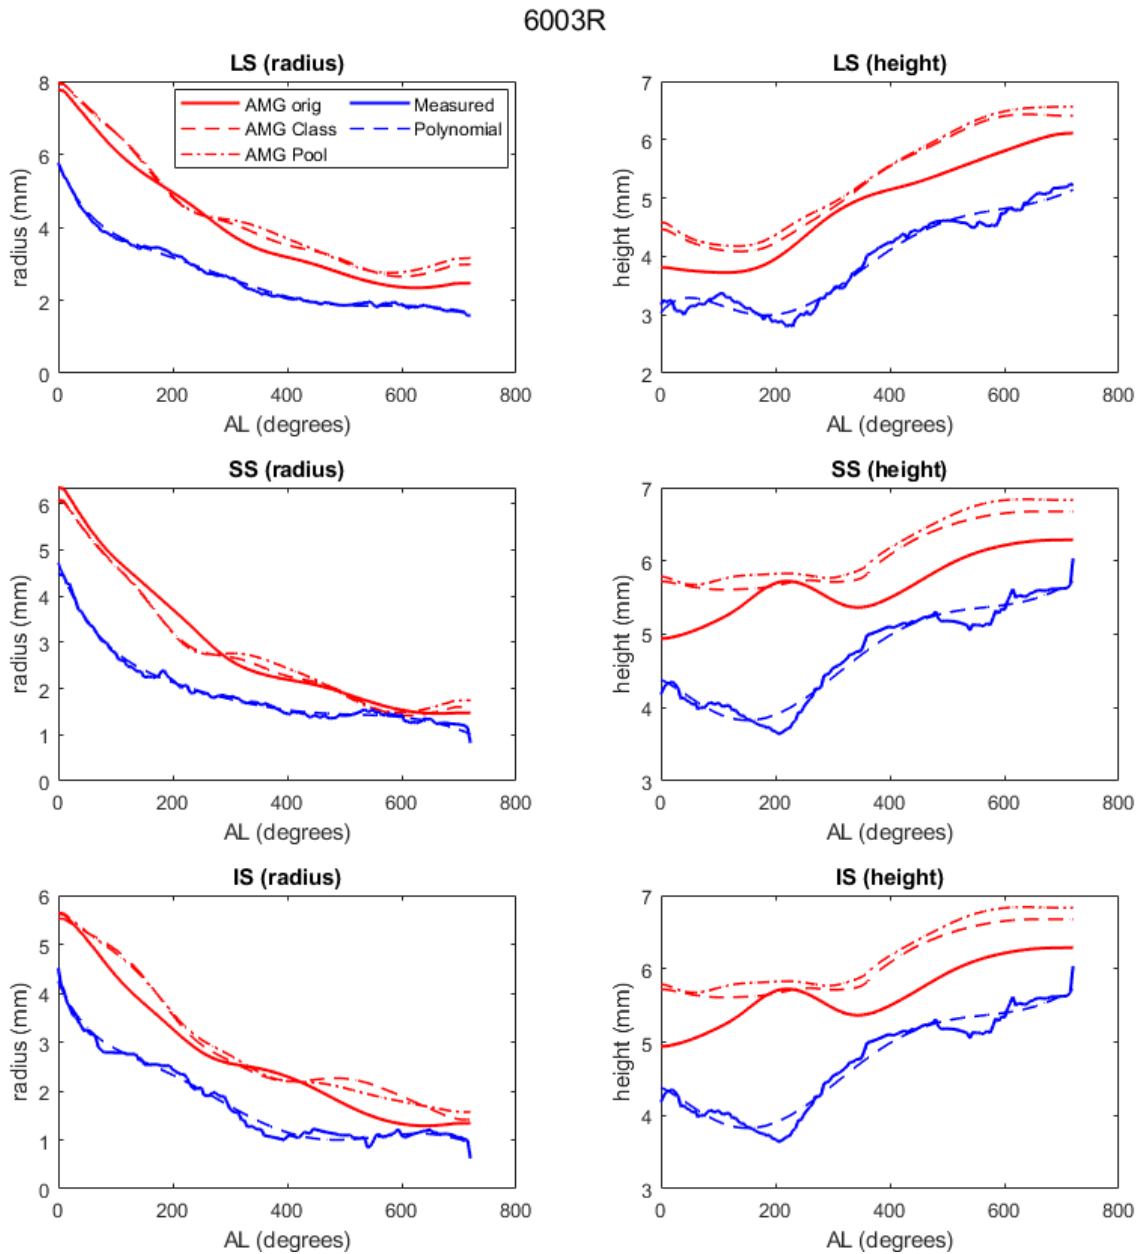 6003R
LS (radius)
8
6
4
2
0
radius (mm)
AMG orig
AMG Class
AMG Pool
Measured
Polynomial
0 200 400 600 800
AL (degrees)
LS (height)
7
6
5
4
3
2
height (mm)
0 200 400 600 800
AL (degrees)
SS (radius)
6
5
4
3
2
1
0
radius (mm)
0 200 400 600 800
AL (degrees)
SS (height)
7
6
5
4
3
height (mm)
0 200 400 600 800
AL (degrees)
IS (radius)
6
5
4
3
2
1
0
radius (mm)
0 200 400 600 800
AL (degrees)
IS (height)
7
6
5
4
3
height (mm)
0 200 400 600 800
AL (degrees)